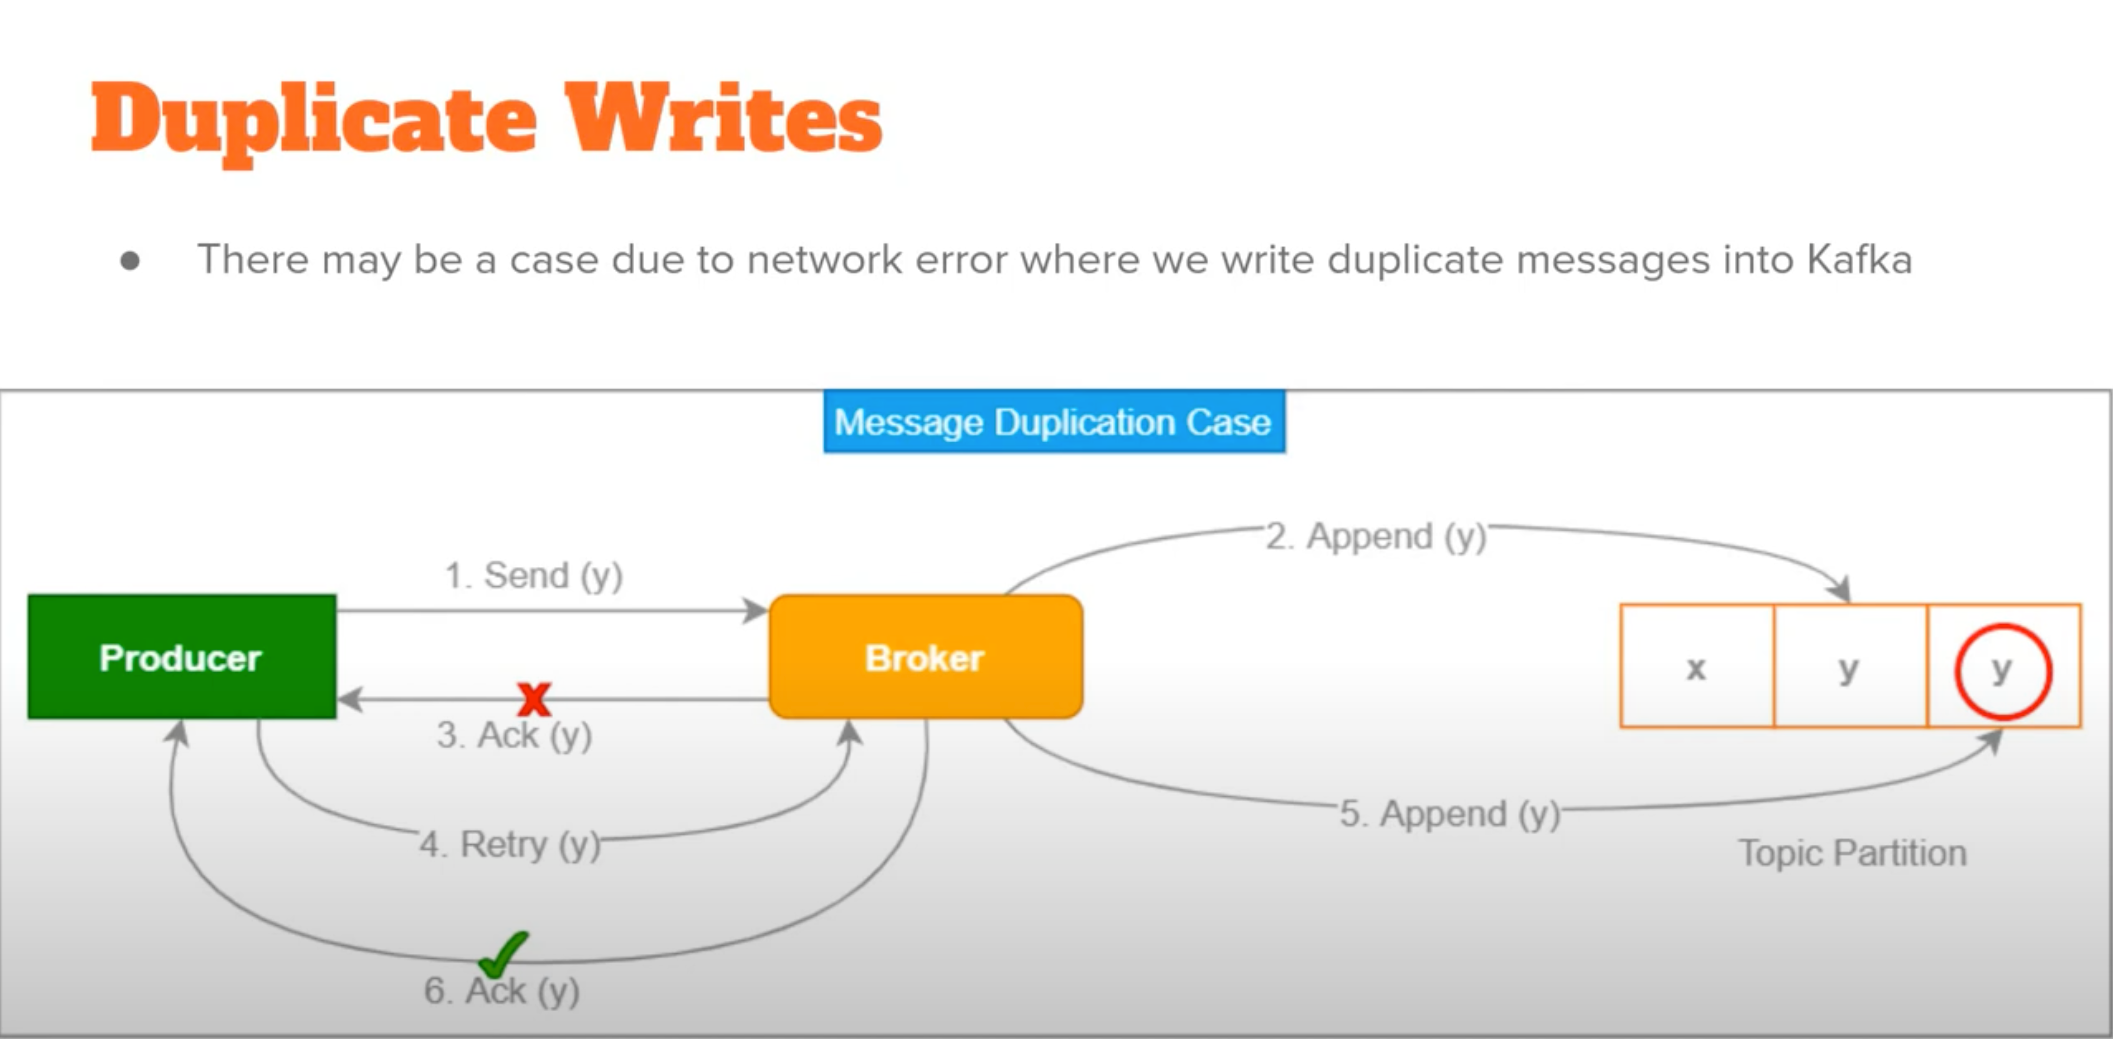 Duplicate Writes
● There may be a case due to network error where we write duplicate messages into Kafka
Message Duplication Case
2. Append (y)
1. Send (y)
Producer
Broker
x
y
y
X
3. Ack (y)
4. Retry (y)
5. Append (y)
Topic Partition
6. Ack (y)